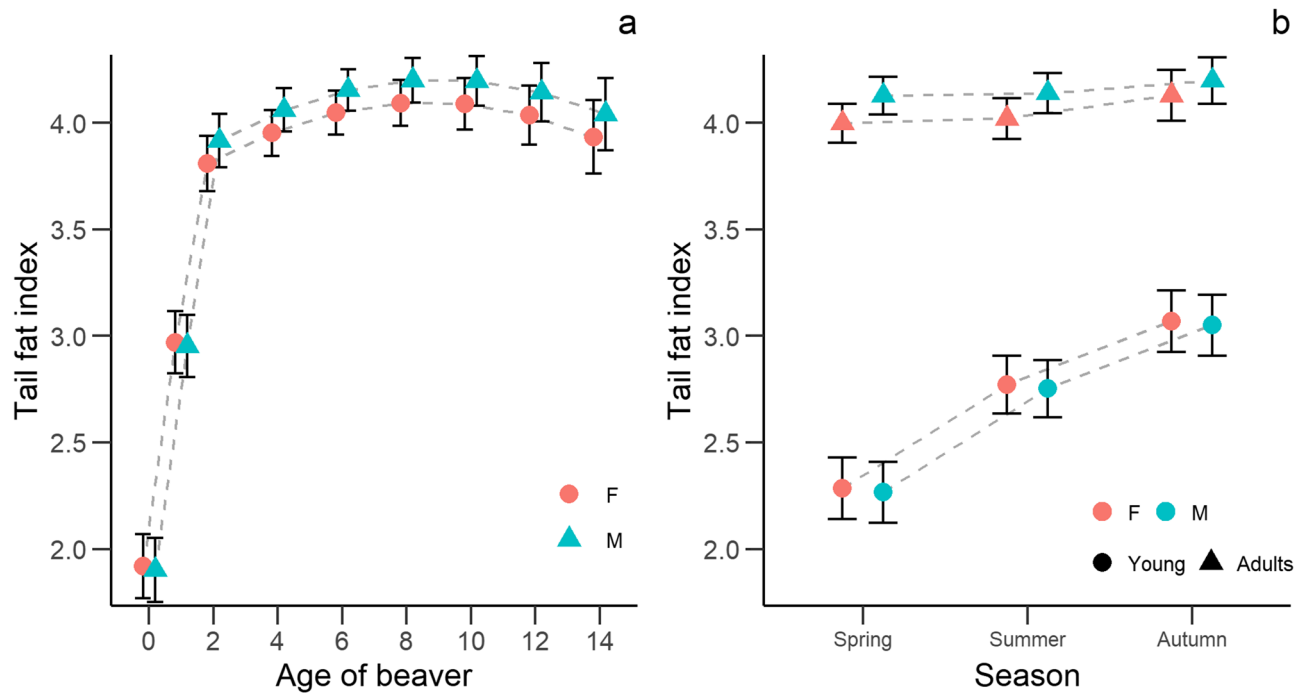 a
4.0
3.5
3.0
2.5
2.0
Tail fat index
F
M
0 2 4 6 8 10 12 14
Age of beaver
b
4.0
3.5
3.0
2.5
2.0
Tail fat index
F M
Young Adults
Spring Summer Autumn
Season